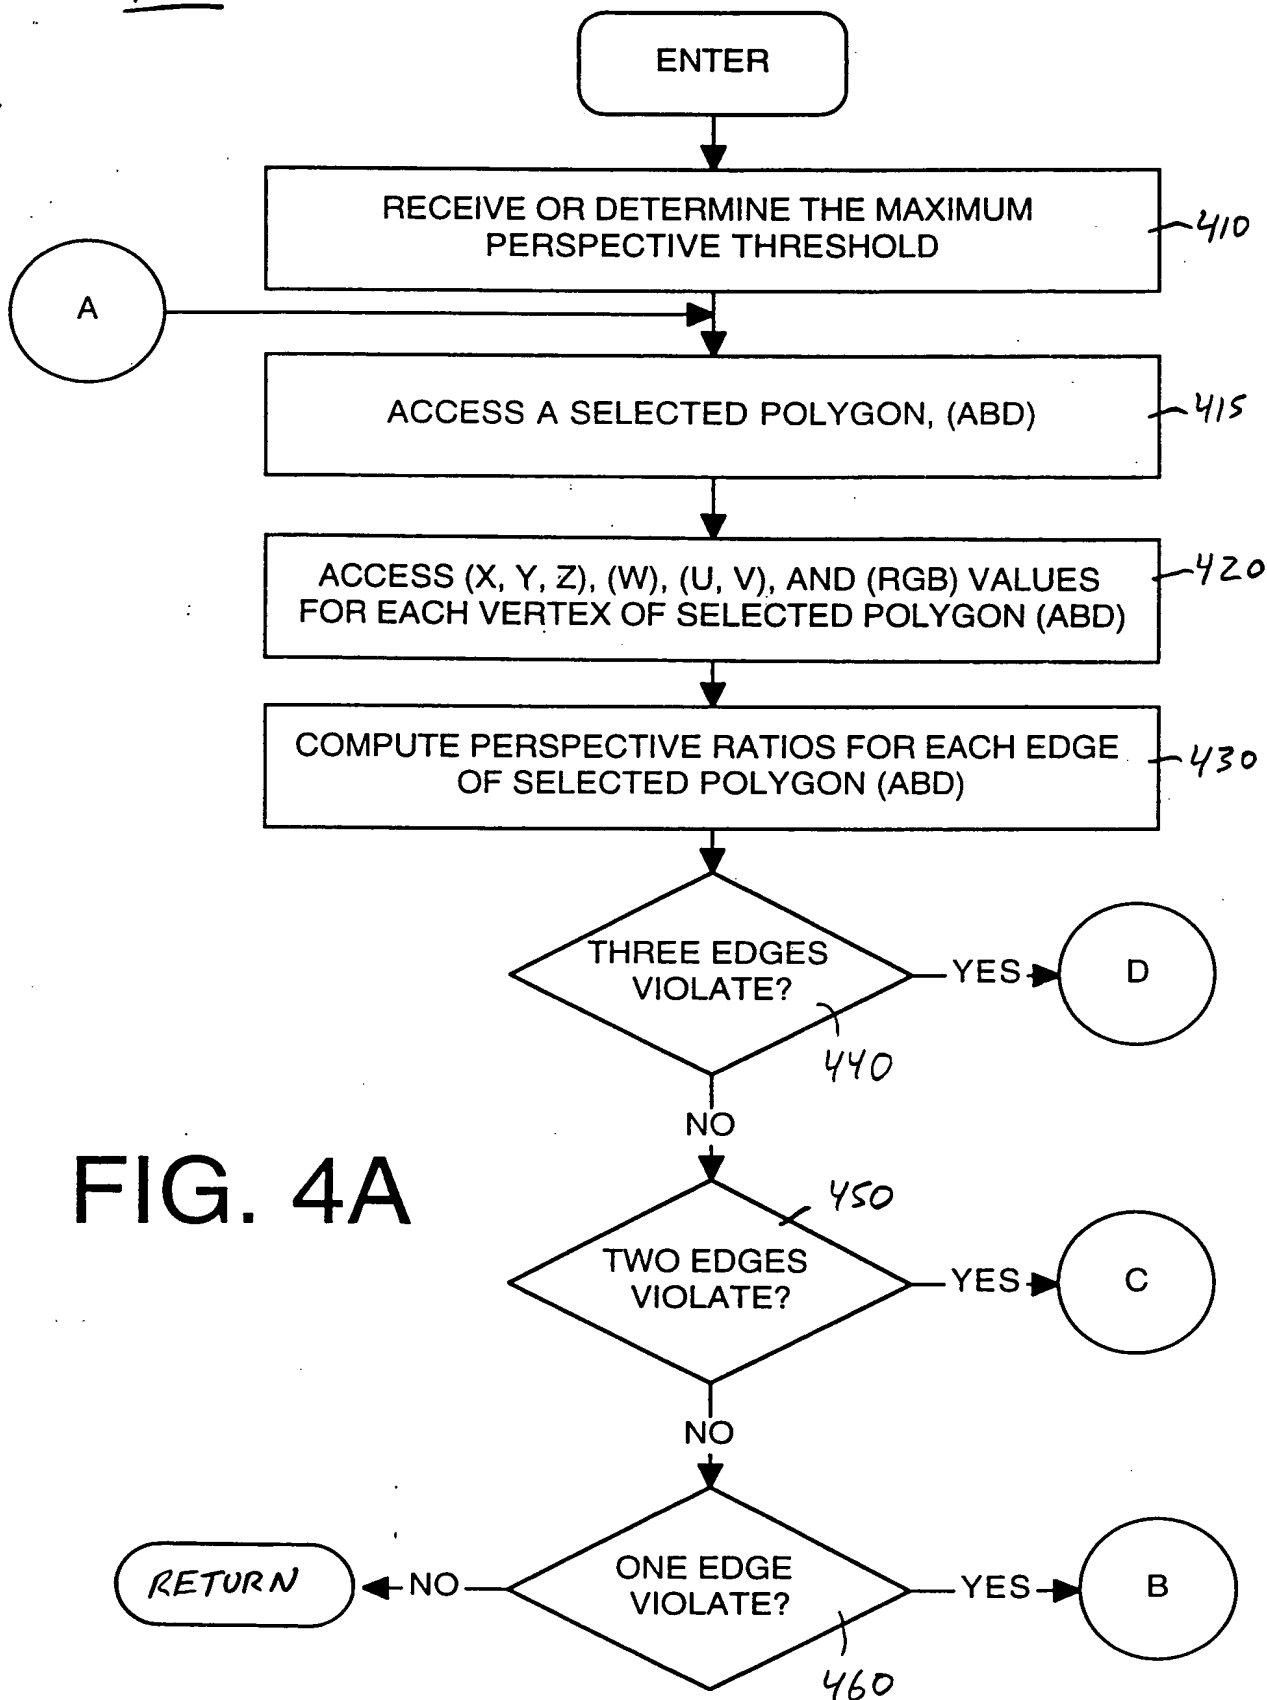 ENTER
RECEIVE OR DETERMINE THE MAXIMUM
PERSPECTIVE THRESHOLD
410
A
ACCESS A SELECTED POLYGON, (ABD)
415
ACCESS (X, Y, Z), (W), (U, V), AND (RGB) VALUES
FOR EACH VERTEX OF SELECTED POLYGON (ABD)
420
COMPUTE PERSPECTIVE RATIOS FOR EACH EDGE
OF SELECTED POLYGON (ABD)
430
THREE EDGES
VIOLATE?
YES
D
440
NO
FIG. 4A
450
TWO EDGES
VIOLATE?
YES
C
NO
RETURN
NO
ONE EDGE
VIOLATE?
YES
B
460